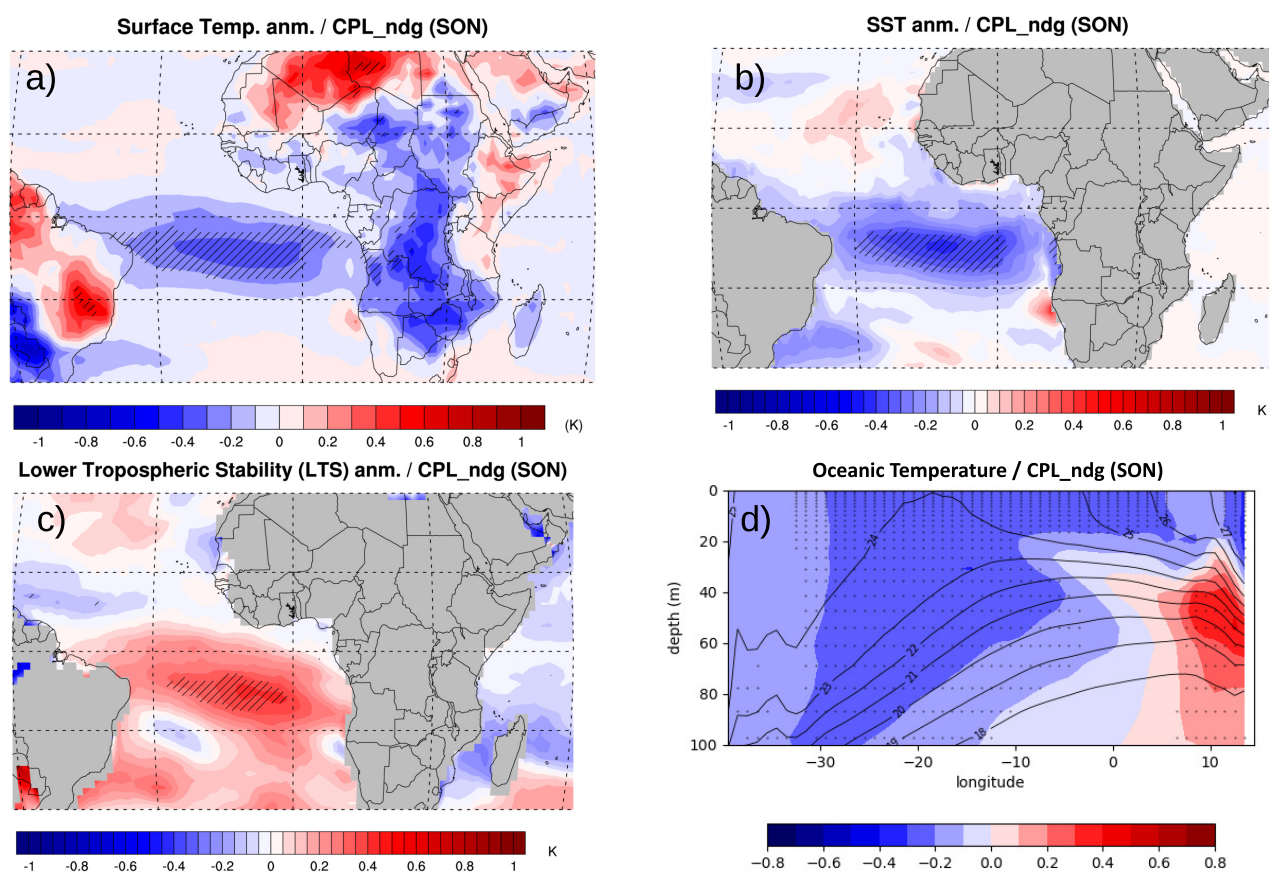 Surface Temp. anm. / CPL_ndg (SON)
a)
-1 -0.8 -0.6 -0.4 -0.2 0 0.2 0.4 0.6 0.8 1 (K)
SST anm. / CPL_ndg (SON)
b)
-1 -0.8 -0.6 -0.4 -0.2 0 0.2 0.4 0.6 0.8 1 K
Lower Tropospheric Stability (LTS) anm. / CPL_ndg (SON)
c)
-1 -0.8 -0.6 -0.4 -0.2 0 0.2 0.4 0.6 0.8 1 K
Oceanic Temperature / CPL_ndg (SON)
d)
0
20
40
60
80
100
depth (m)
25
24
25
26
27
23
22
21
20
19
18
−30 −20 −10 0 10
longitude
−0.8 −0.6 −0.4 −0.2 0.0 0.2 0.4 0.6 0.8